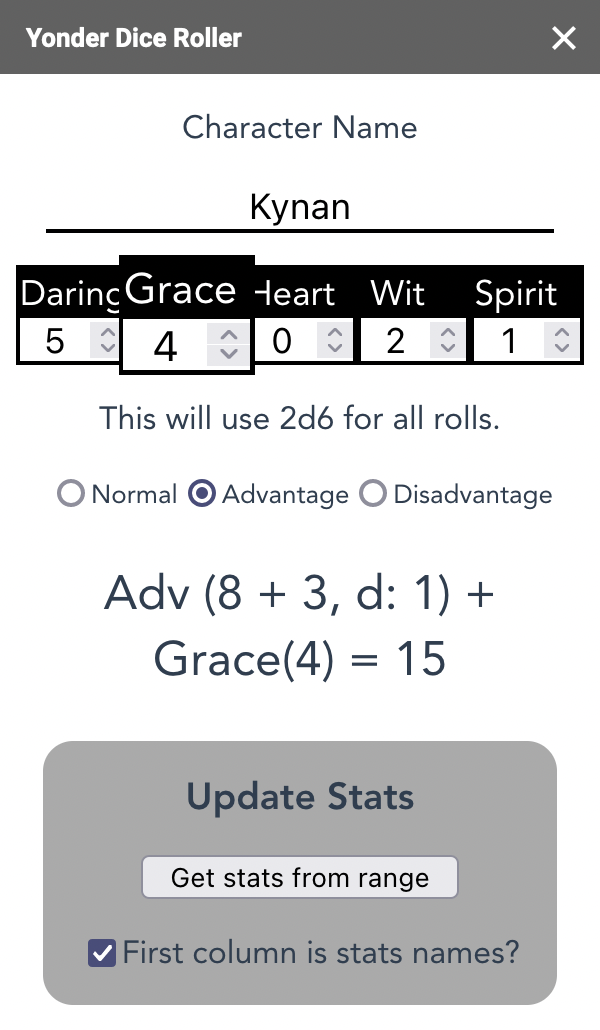 Yonder Dice Roller
Character Name
Kynan
Daring Grace Heart Wit Spirit
5 4 0 2 1
This will use 2d6 for all rolls.
Normal Advantage Disadvantage
Adv (8 + 3, d: 1) +
Grace(4) = 15
Update Stats
Get stats from range
First column is stats names?